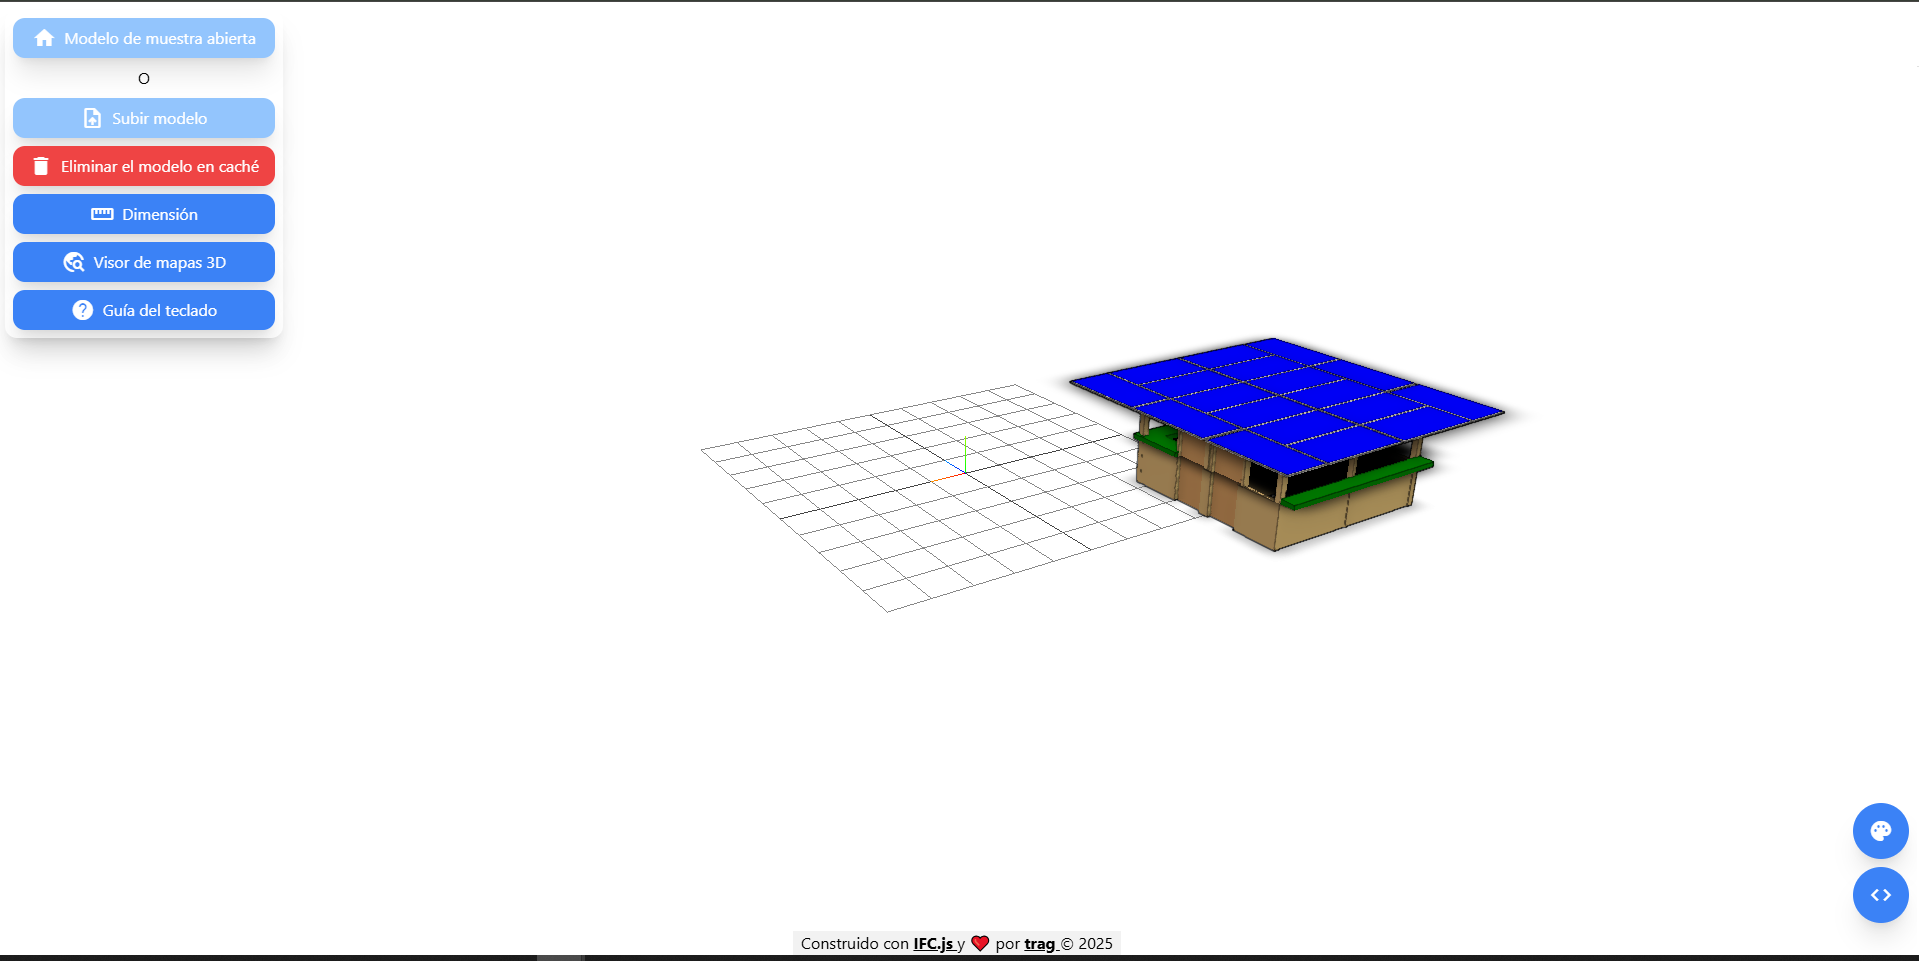 Modelo de muestra abierta
O
Subir modelo
Eliminar el modelo en caché
Dimensión
Visor de mapas 3D
Guía del teclado
Construido con IFC.js y ❤️ por trag © 2025